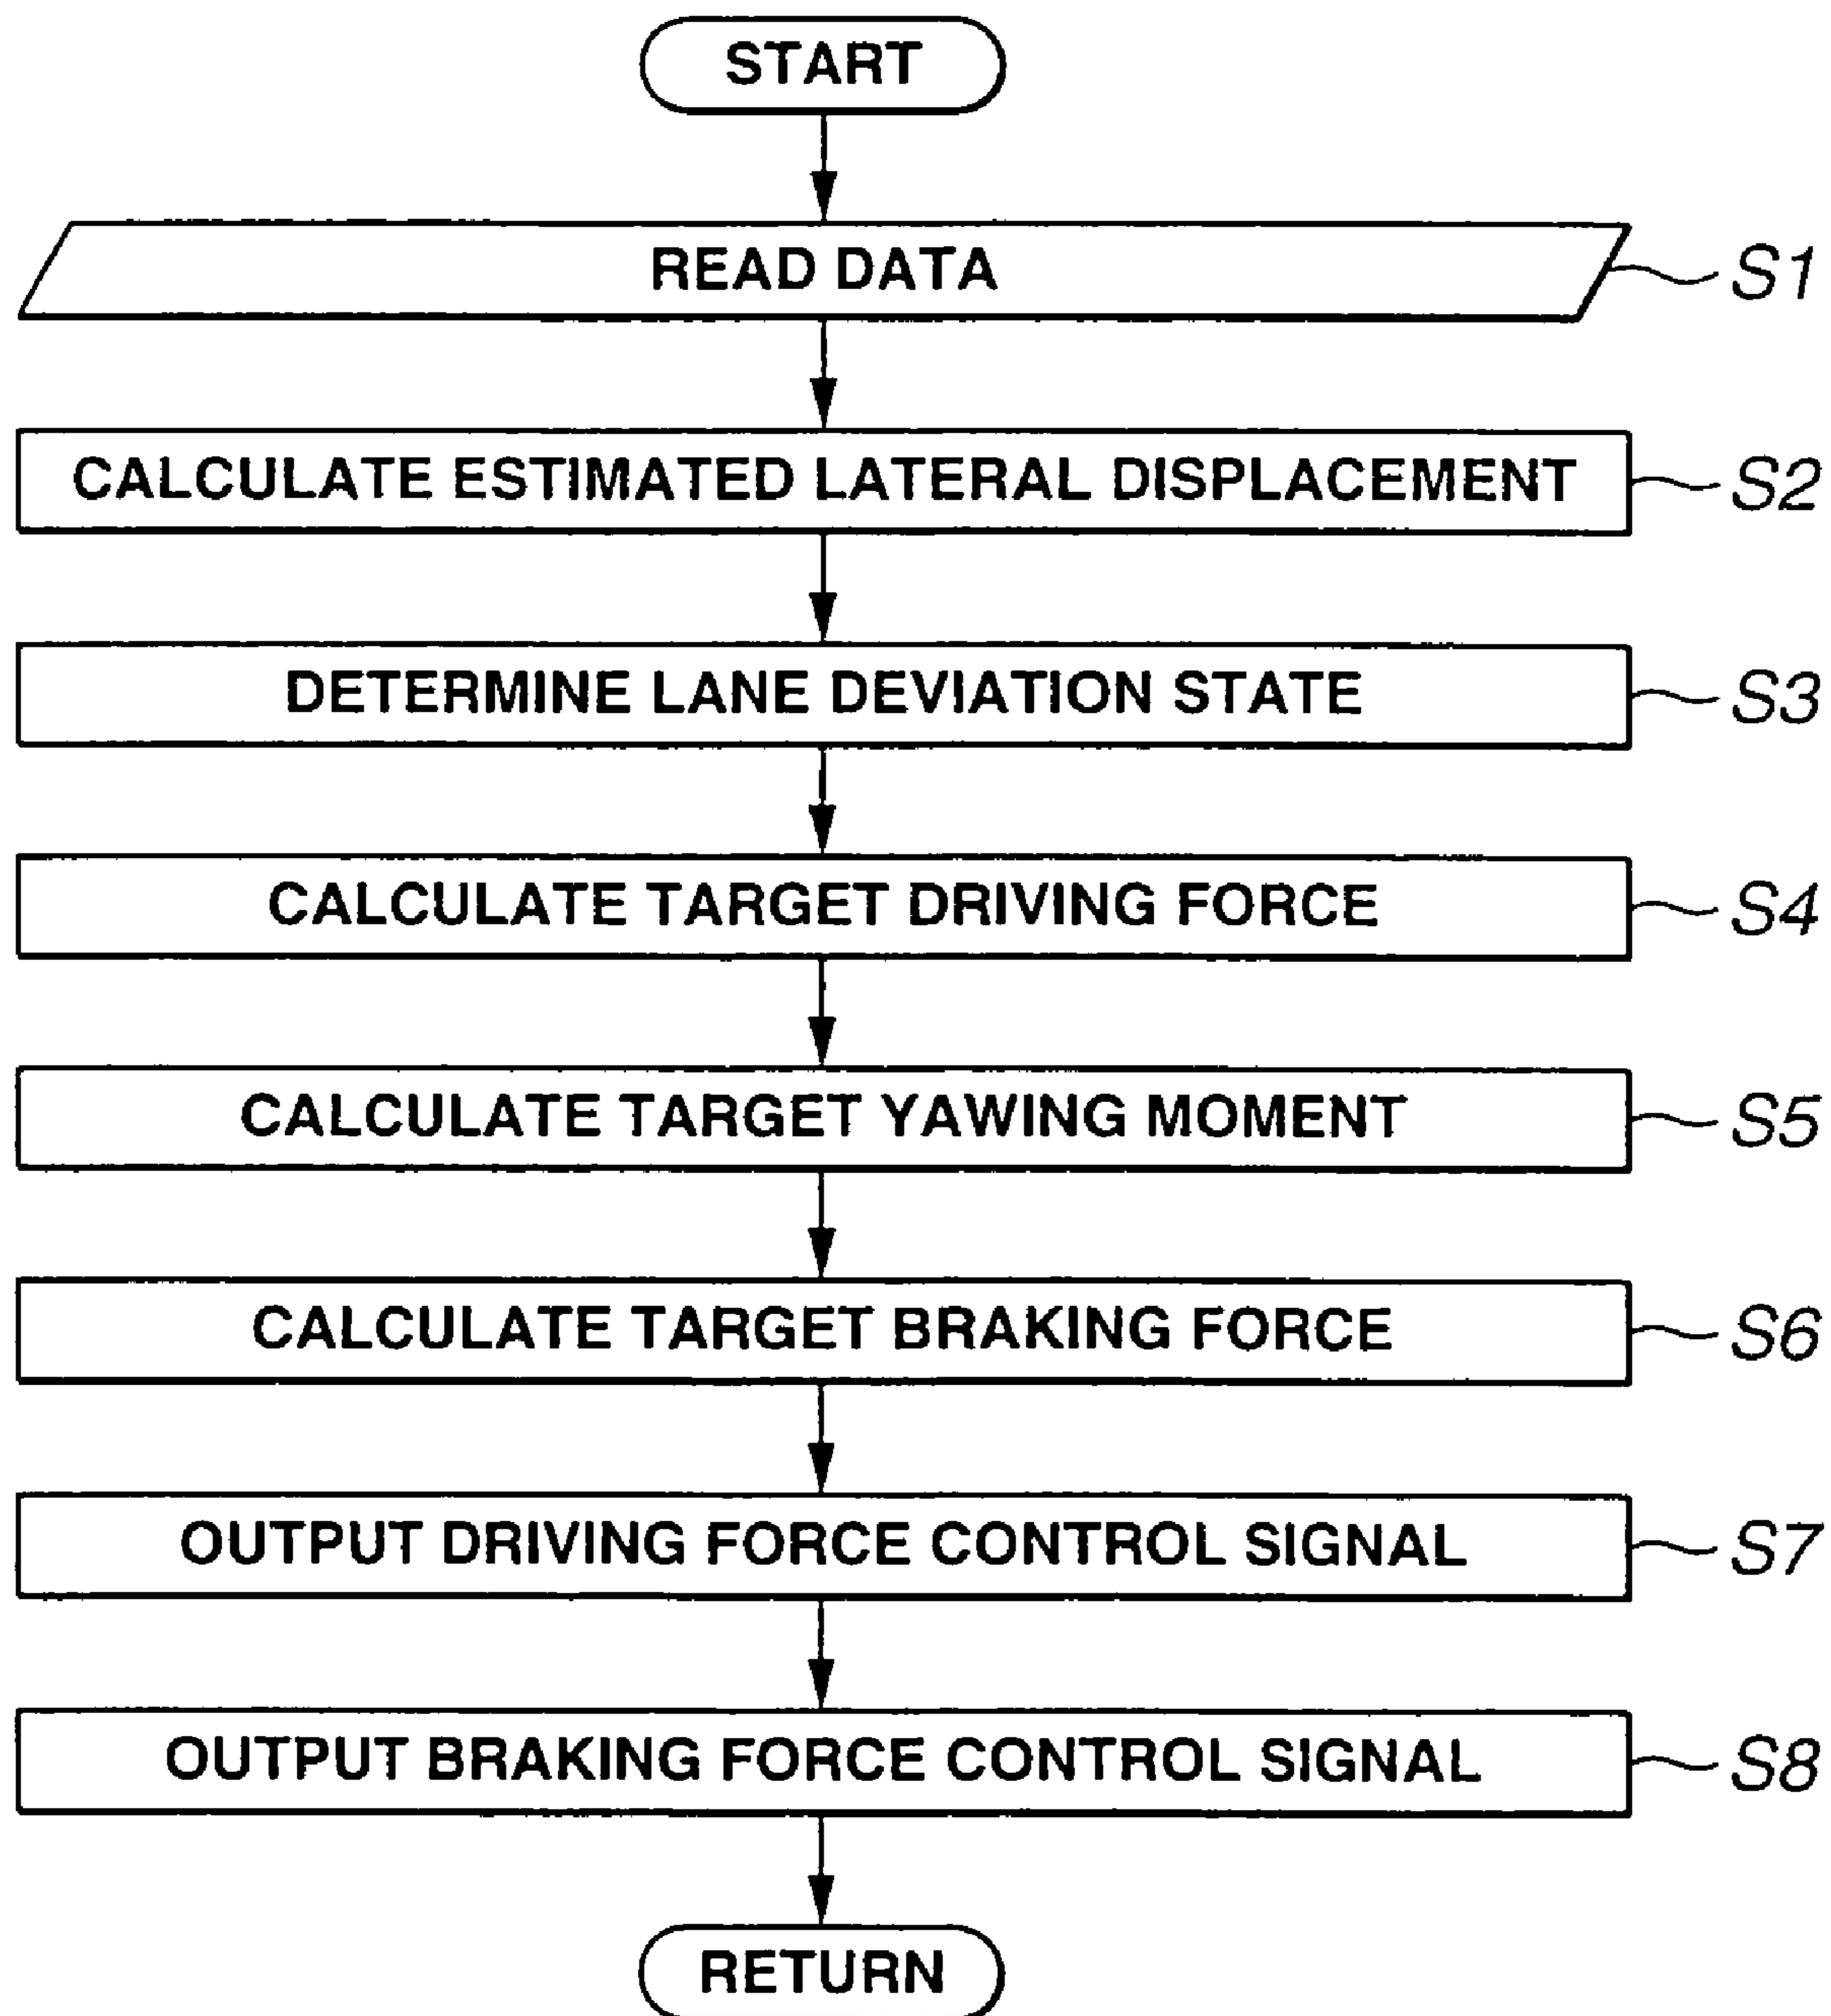 START
READ DATA
S1
CALCULATE ESTIMATED LATERAL DISPLACEMENT
S2
DETERMINE LANE DEVIATION STATE
S3
CALCULATE TARGET DRIVING FORCE
S4
CALCULATE TARGET YAWING MOMENT
S5
CALCULATE TARGET BRAKING FORCE
S6
OUTPUT DRIVING FORCE CONTROL SIGNAL
S7
OUTPUT BRAKING FORCE CONTROL SIGNAL
S8
RETURN